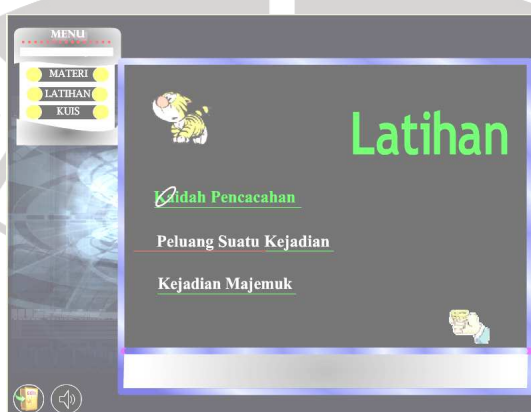 MENU
MATERI
LATIHAN
KUIS
Latihan
Kaidah Pencacahan
Peluang Suatu Kejadian
Kejadian Majemuk